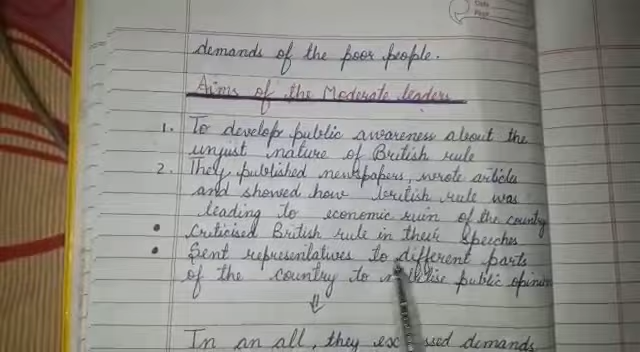 Date
Page
demands of the poor people.
Aims of the Moderate leaders
1. To develop public awareness about the
unjust nature of British rule
2. They published newspapers, wrote articles
and showed how british rule was
leading to economic ruin of the country
• Criticised British rule in their speeches
• Sent representatives to different parts
of the country to public opinion
⇓
In an all, they demands